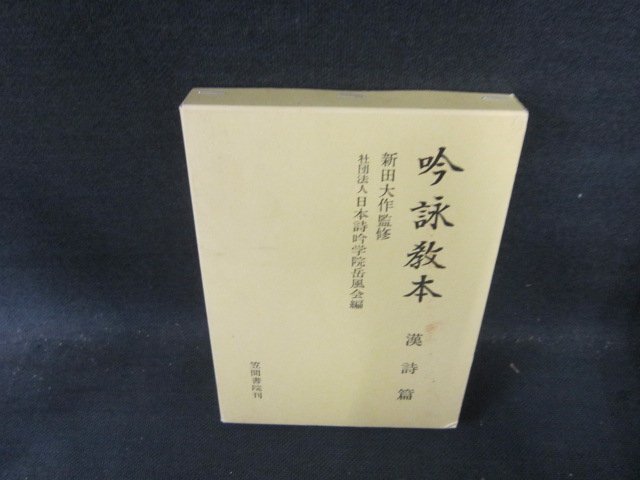 吟詠教本 漢詩篇
新田大作監修
社団法人日本詩吟学院岳風会編
笠間書院刊